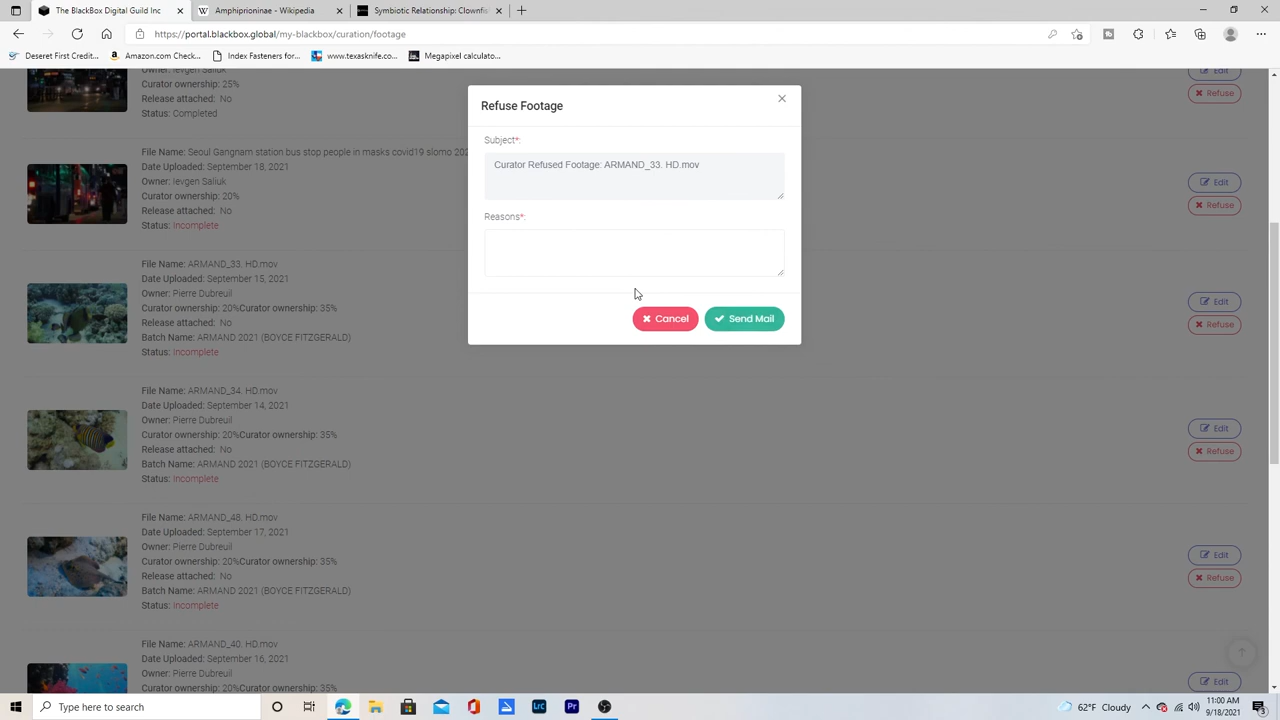 The BlackBox Digital Guild Inc
Amphiprioninae - Wikipedia
Symbiotic Relationship: Clownfis
https://portal.blackbox.global/my-blackbox/curation/footage
Deseret First Credit...
Amazon.com Check...
Index Fasteners for...
www.texasknife.co...
Megapixel calculato...
Owner: Ievgen Saliuk
Curator ownership: 25%
Release attached: No
Status: Completed
Edit
Refuse
File Name: Seoul Gangnam station bus stop people in masks covid19 slomo 202
Date Uploaded: September 18, 2021
Owner: Ievgen Saliuk
Curator ownership: 20%
Release attached: No
Status: Incomplete
Edit
Refuse
Refuse Footage
Subject*:
Curator Refused Footage: ARMAND_33. HD.mov
Reasons*:
Cancel
Send Mail
File Name: ARMAND_33. HD.mov
Date Uploaded: September 15, 2021
Owner: Pierre Dubreuil
Curator ownership: 20%Curator ownership: 35%
Release attached: No
Batch Name: ARMAND 2021 (BOYCE FITZGERALD)
Status: Incomplete
Edit
Refuse
File Name: ARMAND_34. HD.mov
Date Uploaded: September 14, 2021
Owner: Pierre Dubreuil
Curator ownership: 20%Curator ownership: 35%
Release attached: No
Batch Name: ARMAND 2021 (BOYCE FITZGERALD)
Status: Incomplete
Edit
Refuse
File Name: ARMAND_48. HD.mov
Date Uploaded: September 17, 2021
Owner: Pierre Dubreuil
Curator ownership: 20%Curator ownership: 35%
Release attached: No
Batch Name: ARMAND 2021 (BOYCE FITZGERALD)
Status: Incomplete
Edit
Refuse
File Name: ARMAND_40. HD.mov
Date Uploaded: September 16, 2021
Owner: Pierre Dubreuil
Curator ownership: 20%Curator ownership: 35%
Edit
Type here to search
Lrc
Pr
62°F Cloudy
11:00 AM
9/18/2021
3